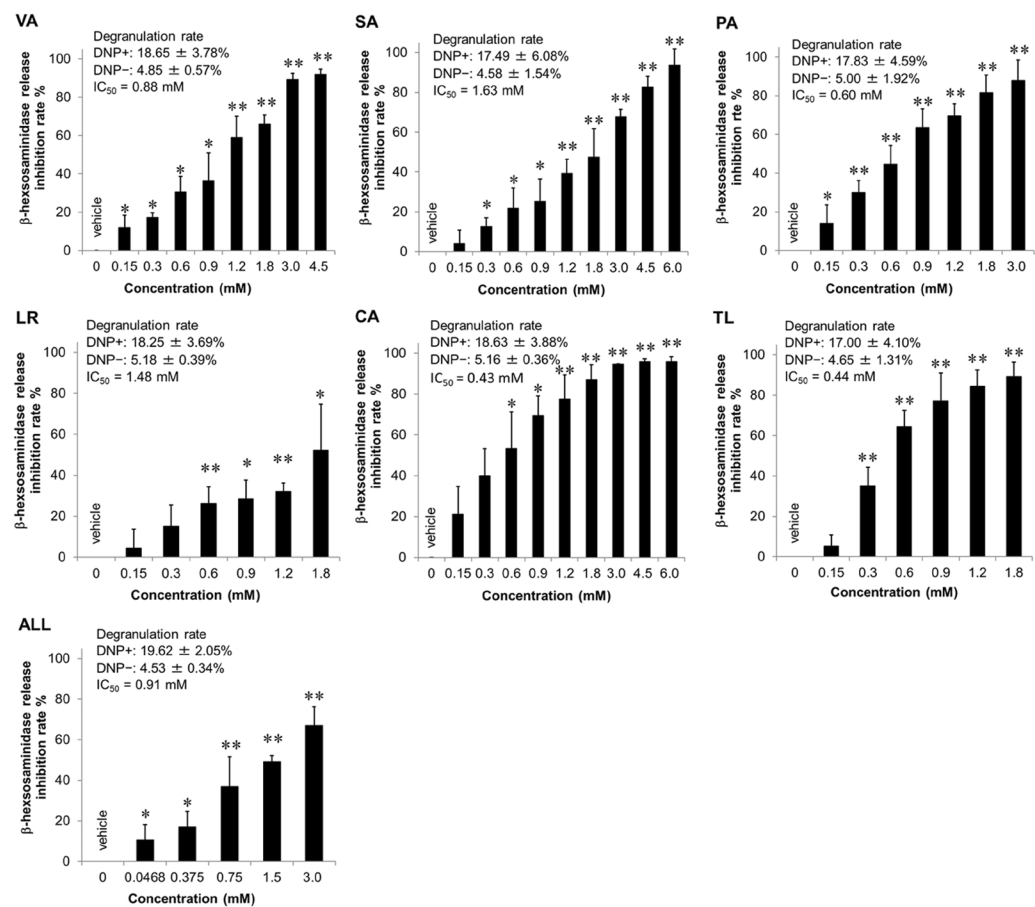 VA
Degranulation rate
DNP+: 18.65 ± 3.78%
DNP−: 4.85 ± 0.57%
IC50 = 0.88 mM
β-hexsosaminidase release
inhibition rate %
100
80
60
40
20
0
vehicle
* * * * ** ** ** **
0 0.15 0.3 0.6 0.9 1.2 1.8 3.0 4.5
Concentration (mM)
SA
Degranulation rate
DNP+: 17.49 ± 6.08%
DNP−: 4.58 ± 1.54%
IC50 = 1.63 mM
β-hexsosaminidase release
inhibition rate %
100
80
60
40
20
0
vehicle
* * * ** ** ** ** **
0 0.15 0.3 0.6 0.9 1.2 1.8 3.0 4.5 6.0
Concentration (mM)
PA
Degranulation rate
DNP+: 17.83 ± 4.59%
DNP−: 5.00 ± 1.92%
IC50 = 0.60 mM
β-hexsosaminidase release
inhibition rte %
100
80
60
40
20
0
vehicle
* ** ** ** ** ** **
0 0.15 0.3 0.6 0.9 1.2 1.8 3.0
Concentration (mM)
LR
Degranulation rate
DNP+: 18.25 ± 3.69%
DNP−: 5.18 ± 0.39%
IC50 = 1.48 mM
β-hexsosaminidase release
inhibition rate %
100
80
60
40
20
0
vehicle
** * ** *
0 0.15 0.3 0.6 0.9 1.2 1.8
Concentration (mM)
CA
Degranulation rate
DNP+: 18.63 ± 3.88%
DNP−: 5.16 ± 0.36%
IC50 = 0.43 mM
β-hexsosaminidase release
inhibition rate %
100
80
60
40
20
0
vehicle
* * ** ** ** ** **
0 0.15 0.3 0.6 0.9 1.2 1.8 3.0 4.5 6.0
Concentration (mM)
TL
Degranulation rate
DNP+: 17.00 ± 4.10%
DNP−: 4.65 ± 1.31%
IC50 = 0.44 mM
β-hexsosaminidase release
inhibition rate %
100
80
60
40
20
0
vehicle
** ** ** ** **
0 0.15 0.3 0.6 0.9 1.2 1.8
Concentration (mM)
ALL
Degranulation rate
DNP+: 19.62 ± 2.05%
DNP−: 4.53 ± 0.34%
IC50 = 0.91 mM
β-hexsosaminidase release
inhibition rate %
100
80
60
40
20
0
vehicle
* * ** ** **
0 0.0468 0.375 0.75 1.5 3.0
Concentration (mM)